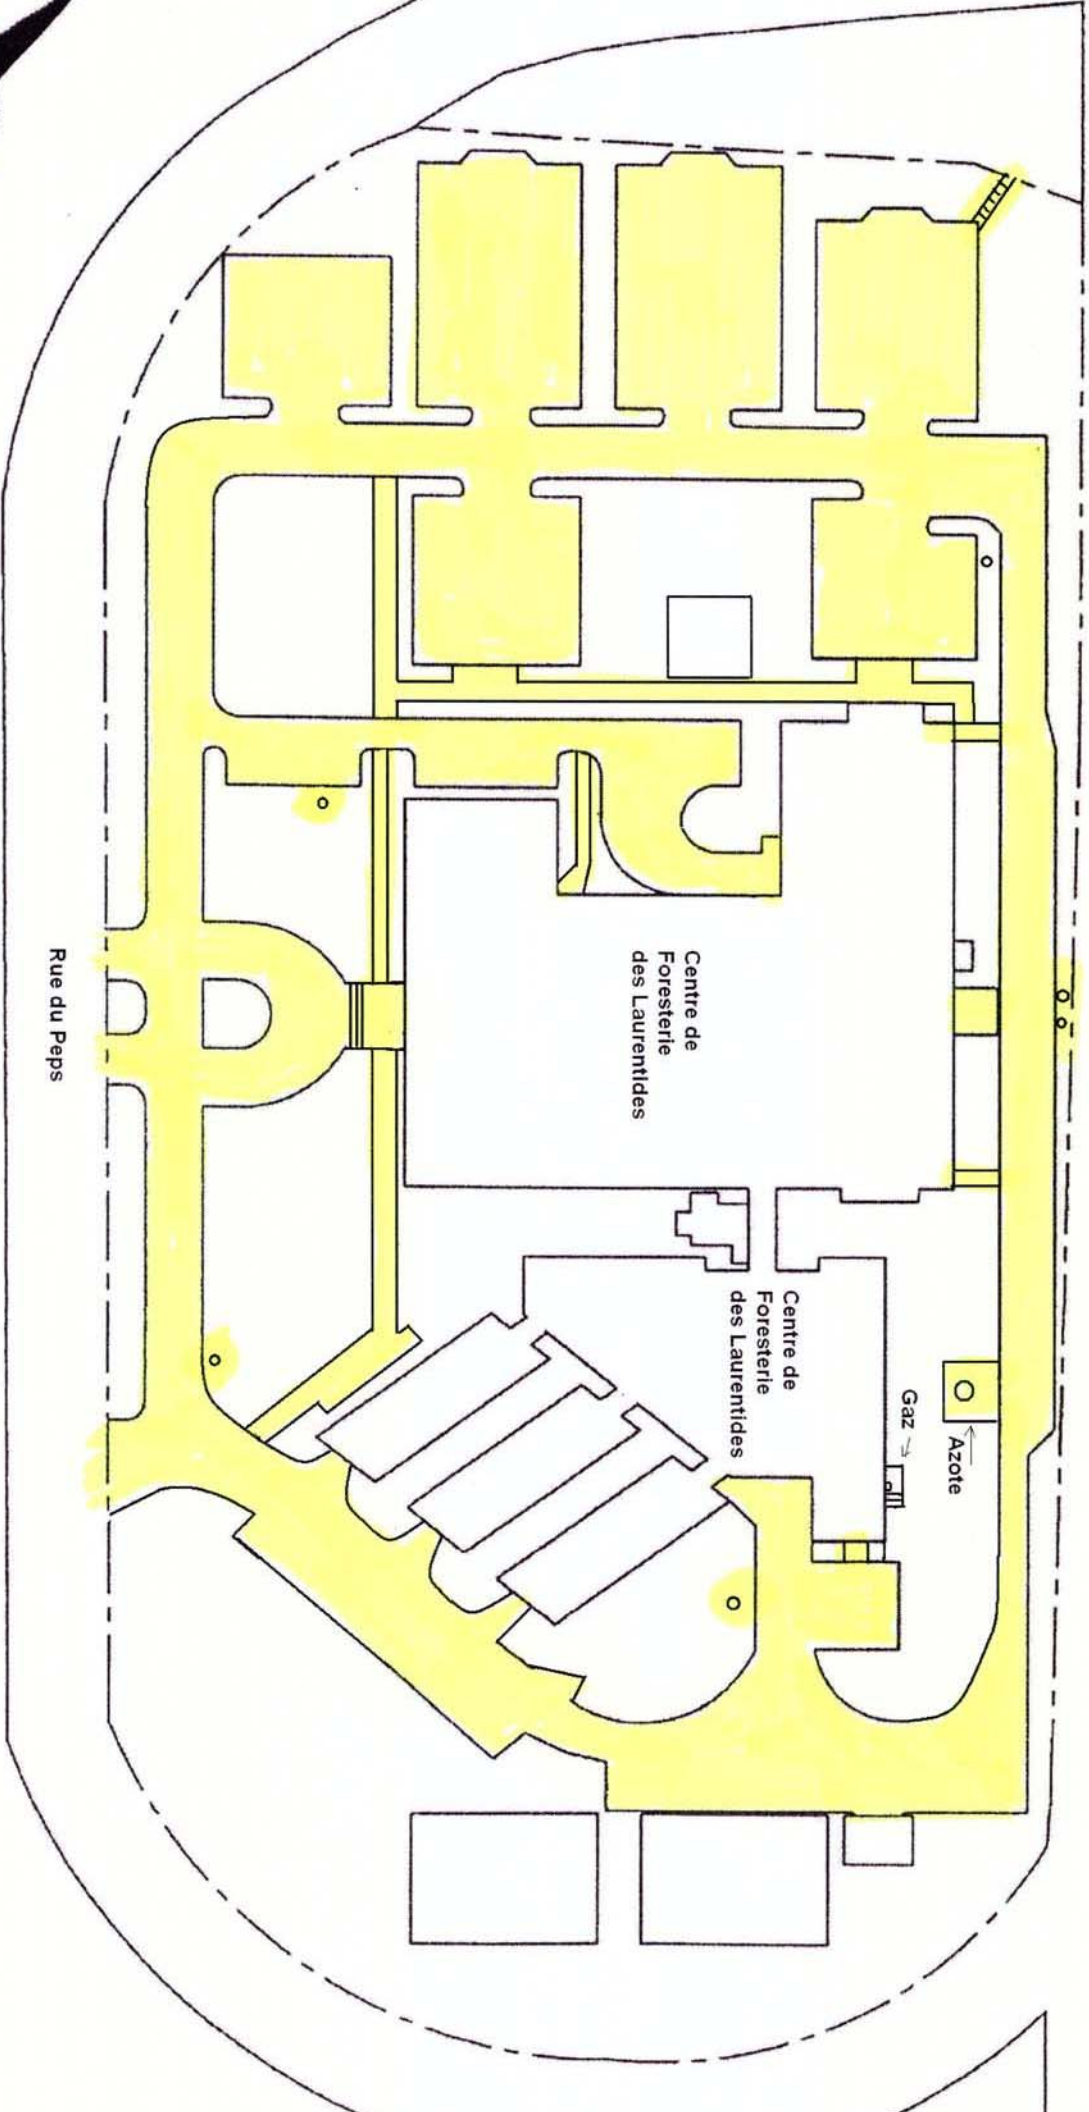 Centre de
Foresterie
des Laurentides
Centre de
Foresterie
des Laurentides
Gaz
Azote
Rue du Peps